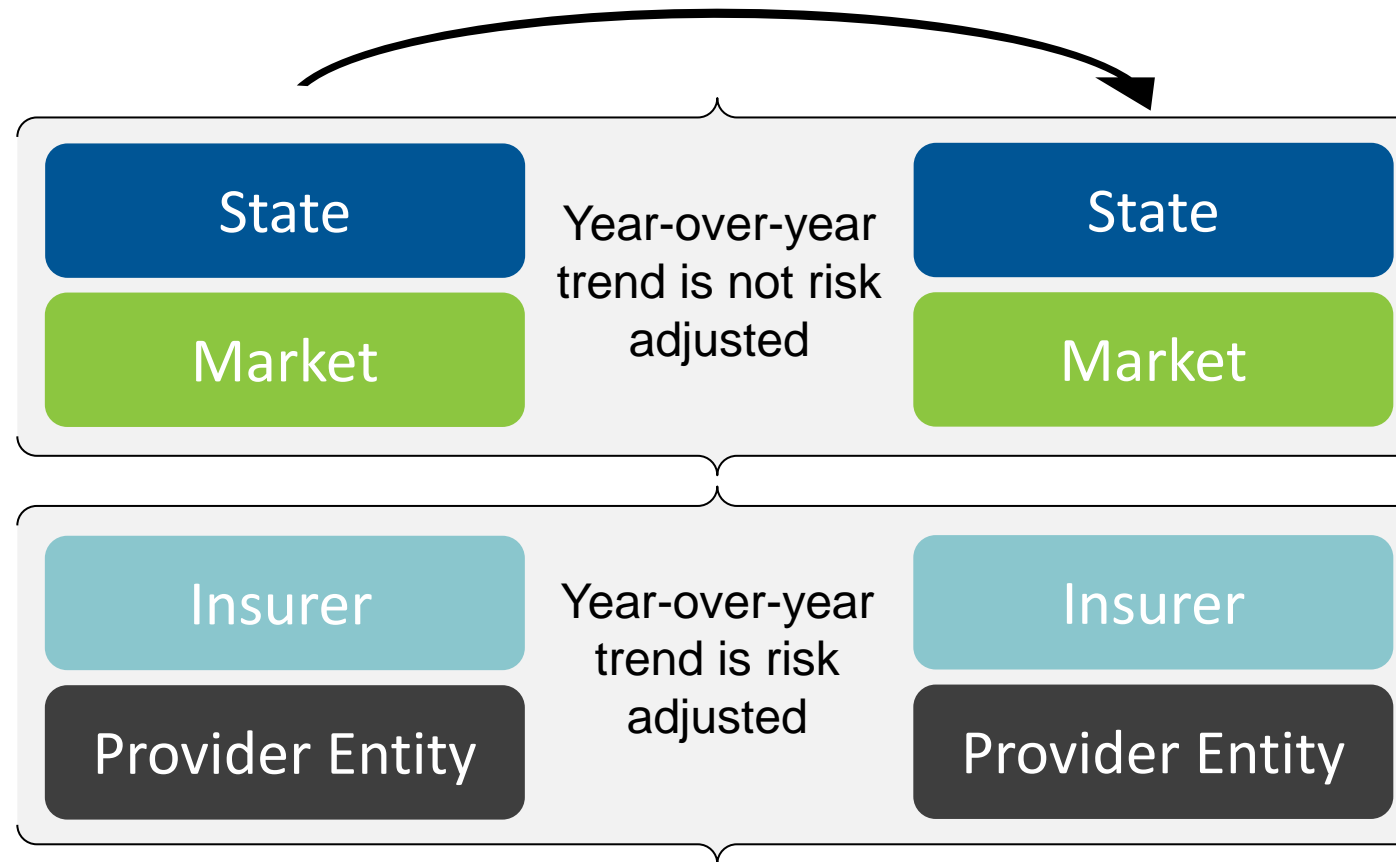 State
Market
Year-over-year
trend is not risk
adjusted
State
Market
Insurer
Provider Entity
Year-over-year
trend is risk
adjusted
Insurer
Provider Entity